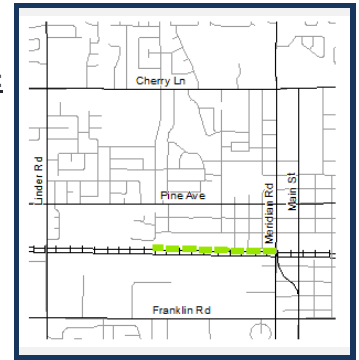 Cherry Ln
Linder Rd
Pine Ave
Meridian Rd
Main St
Franklin Rd